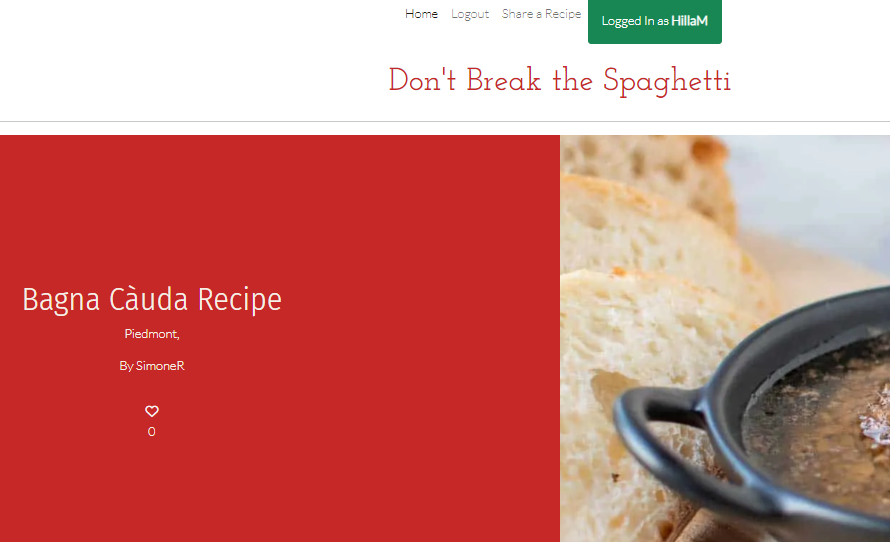 Home Logout Share a Recipe Logged In as HillaM
Don't Break the Spaghetti
Bagna Càuda Recipe
Piedmont,
By SimoneR
0